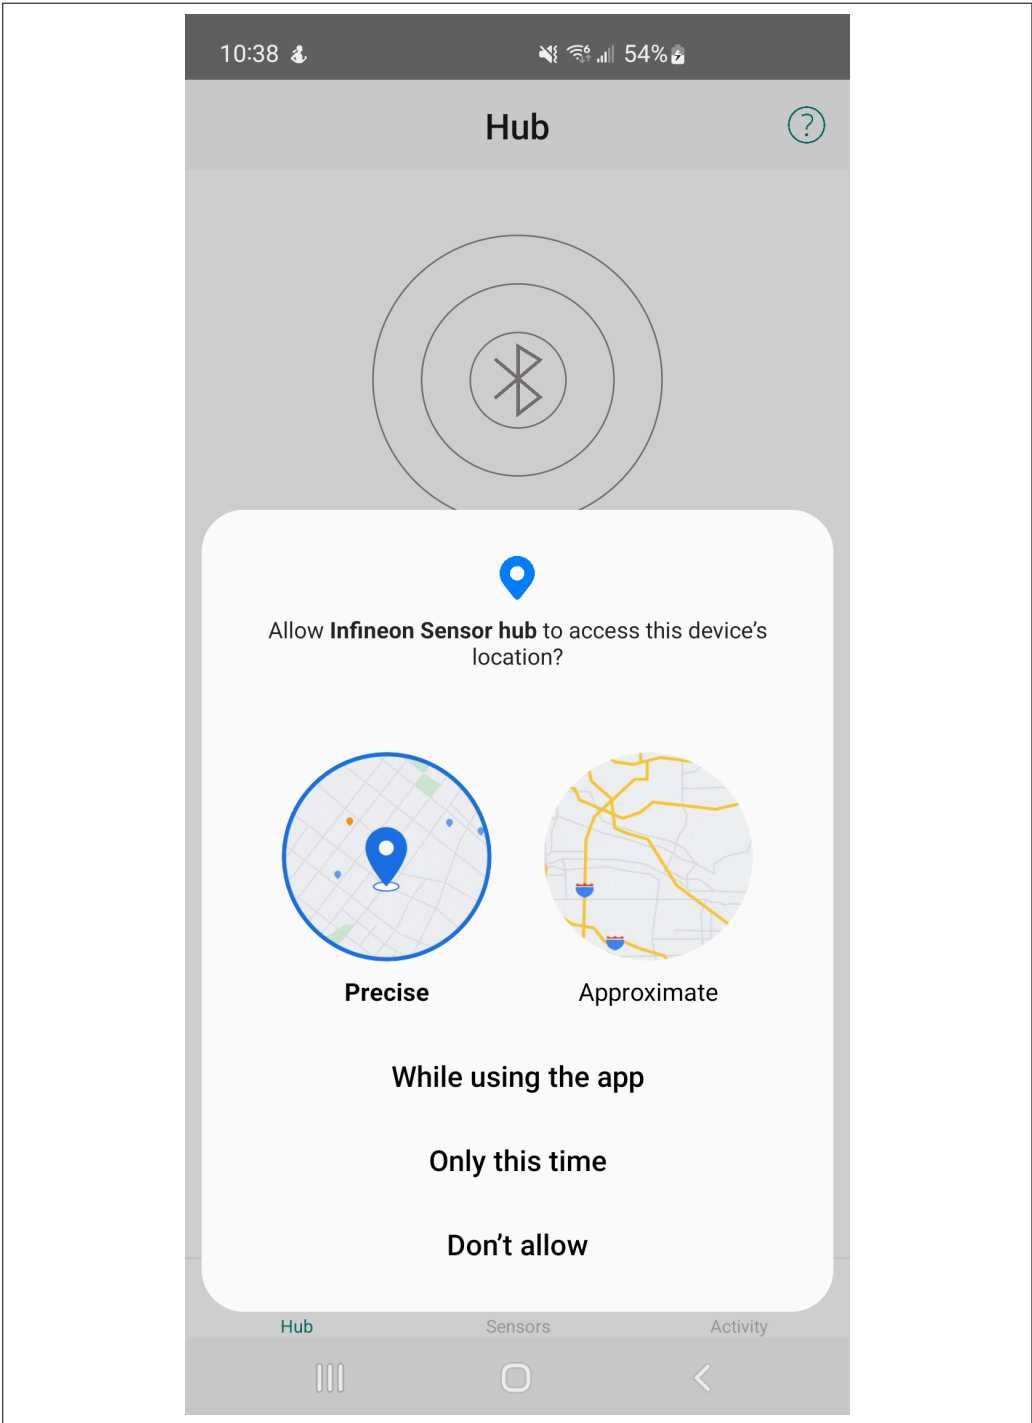 10:38 54%
Hub
?
Allow Infineon Sensor hub to access this device's
location?
Precise Approximate
While using the app
Only this time
Don't allow
Hub Sensors Activity